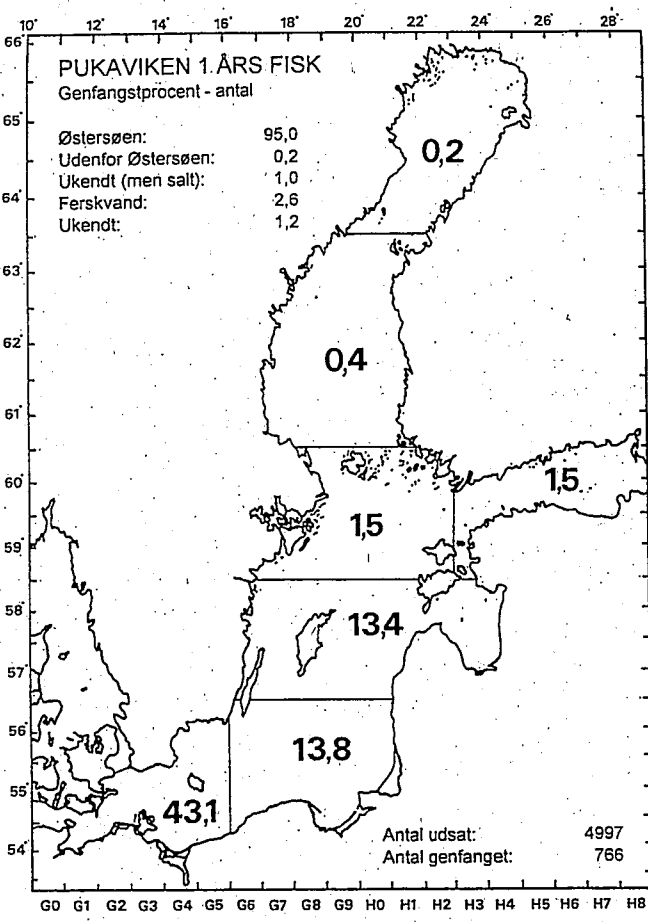 10° 12° 14° 16° 18° 20° 22° 24° 26° 28°
66°
PUKAVIKEN 1.ÅRS FISK
Genfangstprocent - antal
65°
Østersøen: 95,0
Udenfor Østersøen: 0,2
Ukendt (men salt): 1,0
Ferskvand: 2,6
Ukendt: 1,2
0,2
64°
63°
62°
0,4
61°
60°
1,5
1,5
59°
58°
13,4
57°
56°
13,8
55°
43,1
Antal udsat: 4997
Antal genfanget: 766
54°
G0 G1 G2 G3 G4 G5 G6 G7 G8 G9 H0 H1 H2 H3 H4 H5 H6 H7 H8